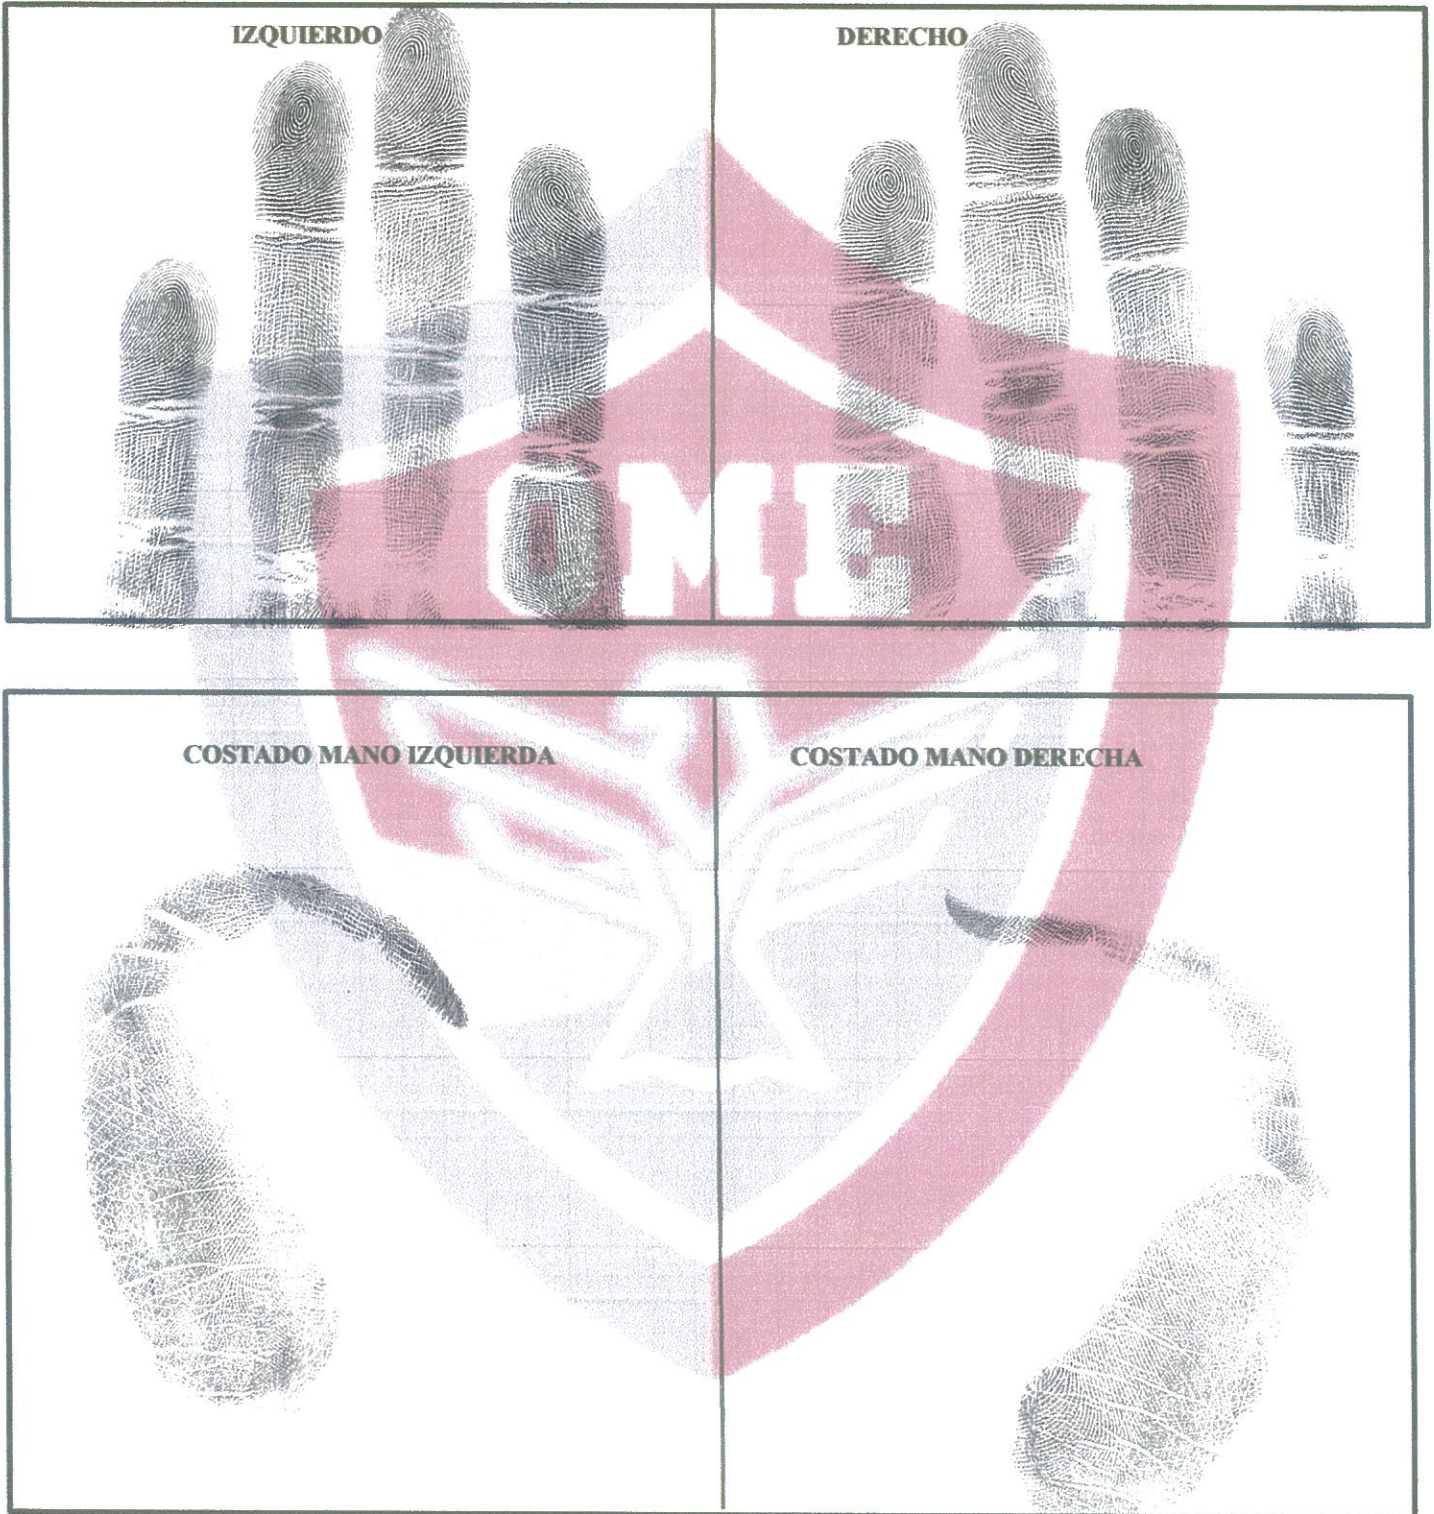 IZQUIERDO
DERECHO
OME
COSTADO MANO IZQUIERDA
COSTADO MANO DERECHA